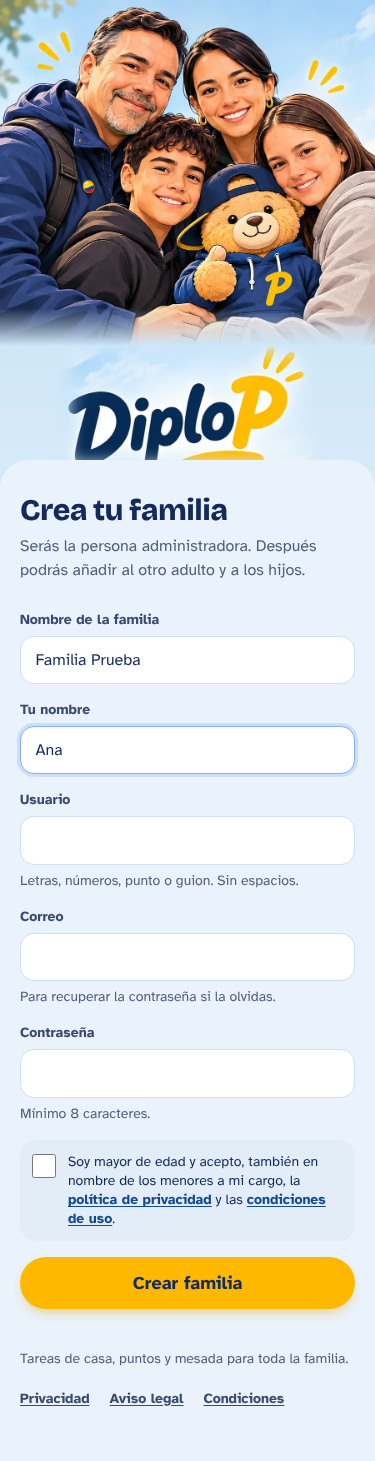 DiploP
P
Crea tu familia
Serás la persona administradora. Después
podrás añadir al otro adulto y a los hijos.
Nombre de la familia
Familia Prueba
Tu nombre
Ana
Usuario
Letras, números, punto o guion. Sin espacios.
Correo
Para recuperar la contraseña si la olvidas.
Contraseña
Mínimo 8 caracteres.
Soy mayor de edad y acepto, también en
nombre de los menores a mi cargo, la
política de privacidad y las condiciones
de uso.
Crear familia
Tareas de casa, puntos y mesada para toda la familia.
Privacidad Aviso legal Condiciones